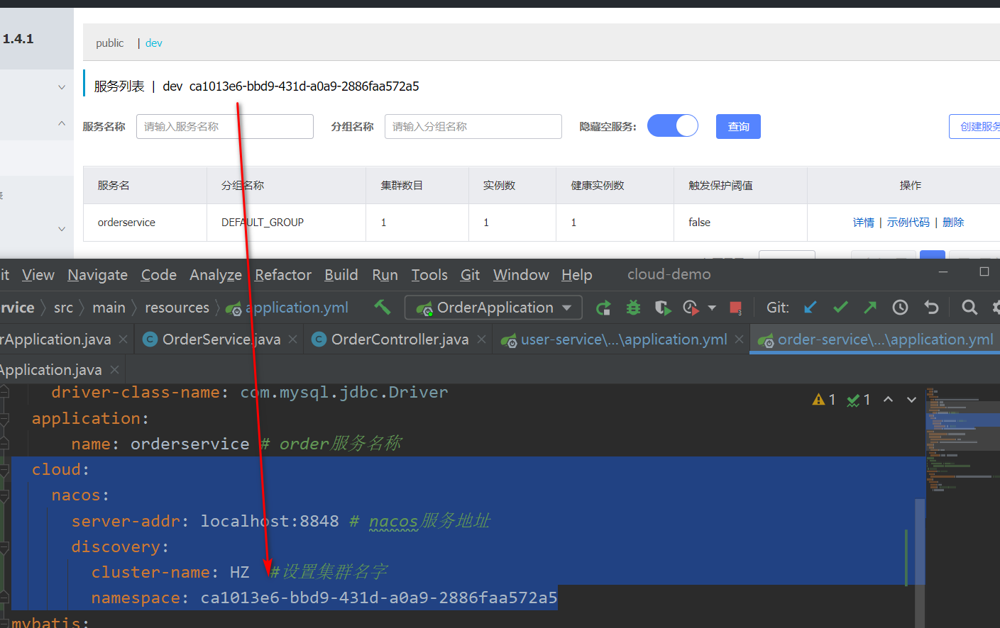 1.4.1
public | dev
服务列表 | dev ca1013e6-bbd9-431d-a0a9-2886faa572a5
服务名称 请输入服务名称 分组名称 请输入分组名称 隐藏空服务: 查询 创建服务
服务名 分组名称 集群数目 实例数 健康实例数 触发保护阈值 操作
orderservice DEFAULT_GROUP 1 1 1 false 详情 | 示例代码 | 删除
it View Navigate Code Analyze Refactor Build Run Tools Git Window Help cloud-demo
rvice 〉 src 〉 main 〉 resources 〉 application.yml OrderApplication 3 Git:
rApplication.java × C OrderService.java × C OrderController.java × user-service\...\application.yml × order-service\...\application.yml
Application.java ×
driver-class-name: com.mysql.jdbc.Driver 1 1
application:
name: orderservice # order服务名称
cloud:
nacos:
server-addr: localhost:8848 # nacos服务地址
discovery:
cluster-name: HZ #设置集群名字
namespace: ca1013e6-bbd9-431d-a0a9-2886faa572a5
mybatis: